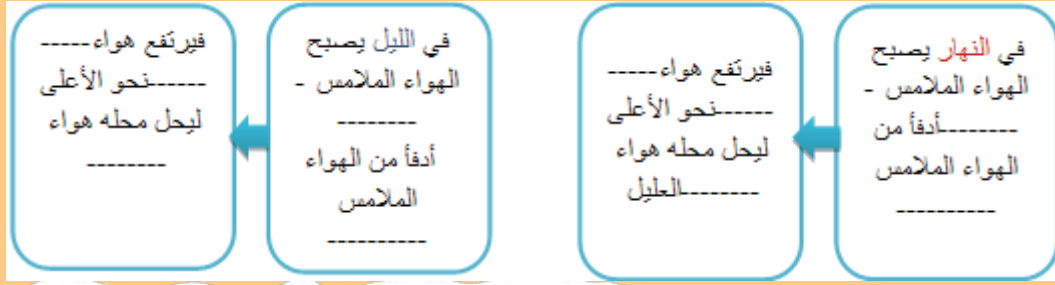 في النهار يصبح
الهواء الملامس -
--------أدفأ من
الهواء الملامس
----------
فيرتفع هواء-----
------نحو الأعلى
ليحل محله هواء
--------العليل
في الليل يصبح
الهواء الملامس -
--------
أدفأ من الهواء
الملامس
----------
فيرتفع هواء-----
------نحو الأعلى
ليحل محله هواء
--------